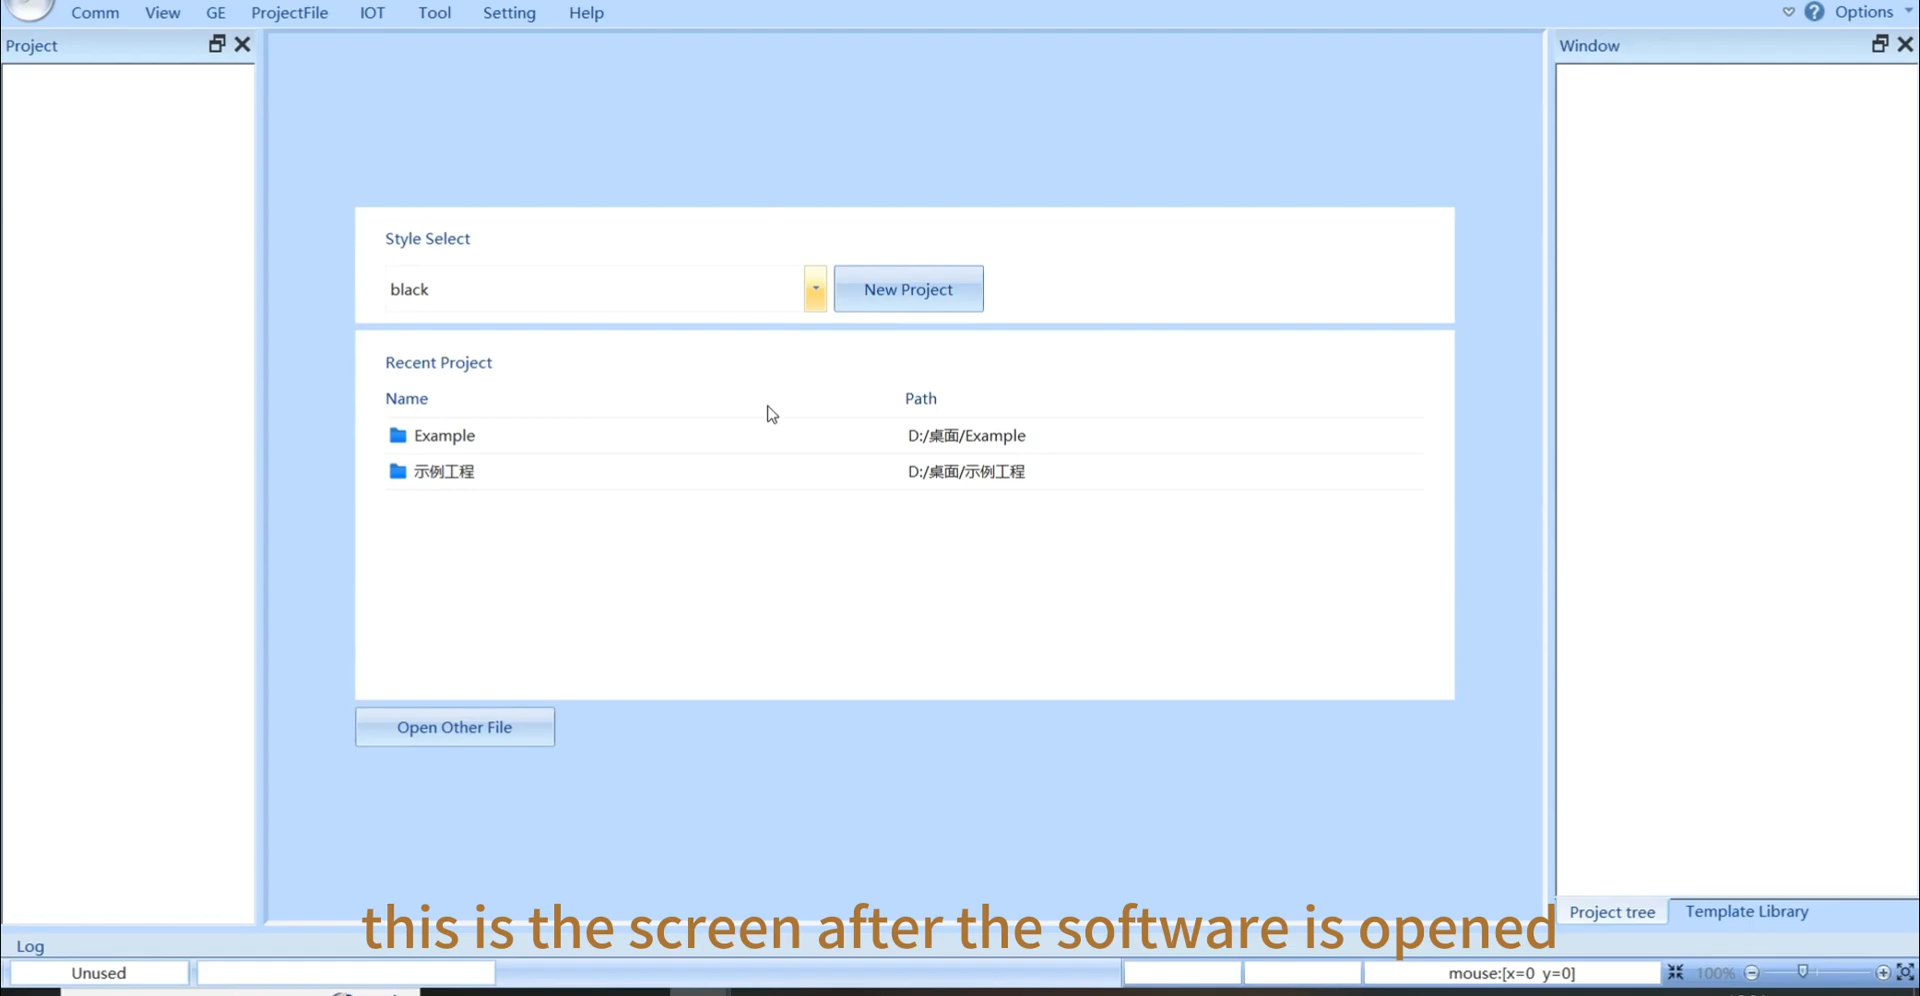 Comm View GE ProjectFile IOT Tool Setting Help Options
Project
Window
Style Select
black
New Project
Recent Project
Name Path
Example D:/桌面/Example
示例工程 D:/桌面/示例工程
Open Other File
this is the screen after the software is opened
Project tree Template Library
Log
Unused mouse:[x=0 y=0] 100%